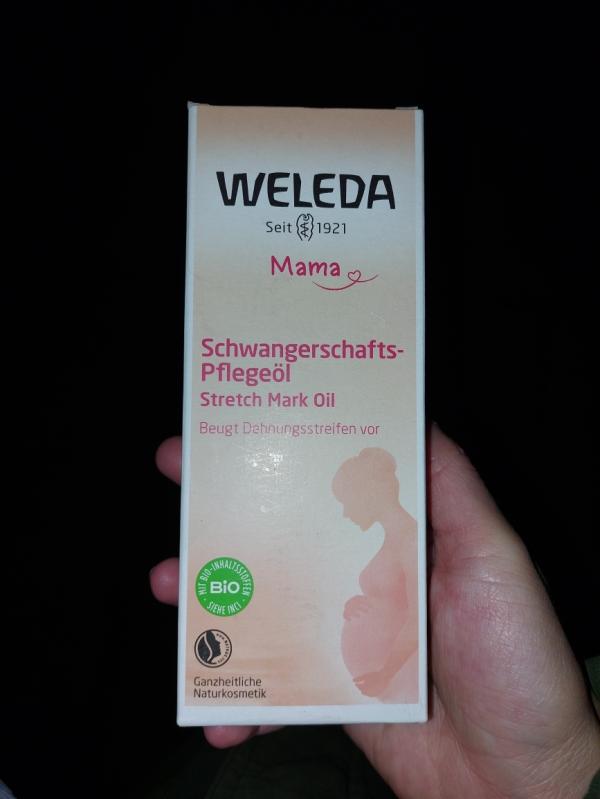 WELEDA
Seit 1921
Mama
Schwangerschafts-
Pflegeöl
Stretch Mark Oil
Beugt Dehnungsstreifen vor
MIT BIO-INHALTSSTOFFEN
BIO
SIEHE INCI
Ganzheitliche
Naturkosmetik